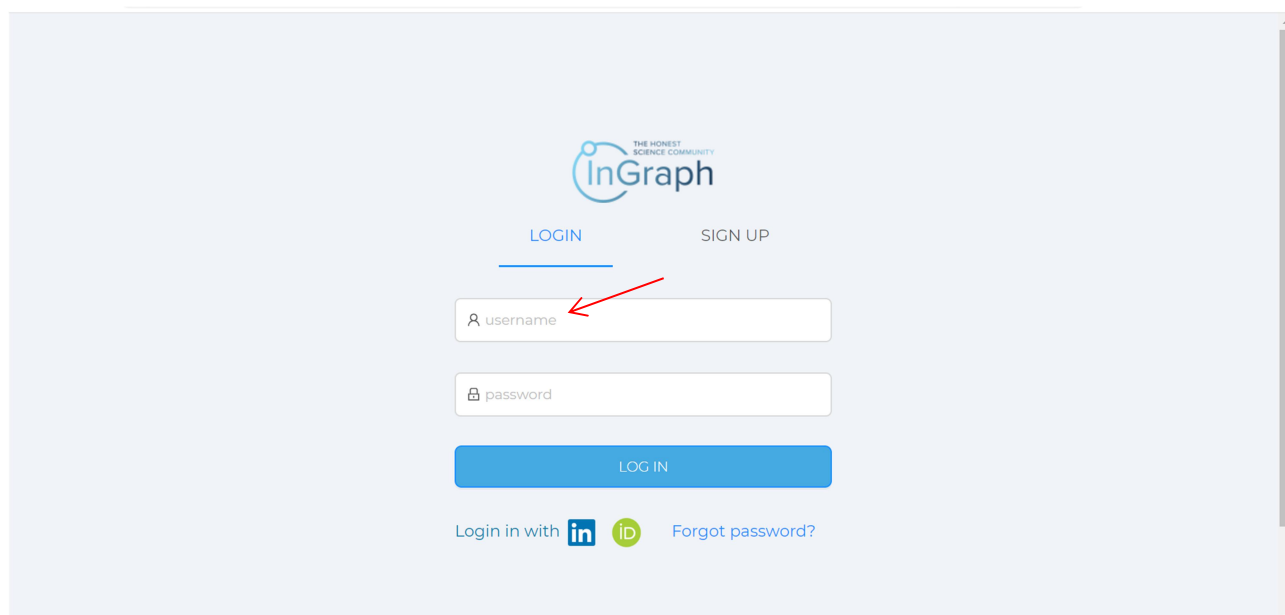 THE HONEST
SCIENCE COMMUNITY
InGraph
LOGIN SIGN UP
username
password
LOG IN
Login in with in iD Forgot password?